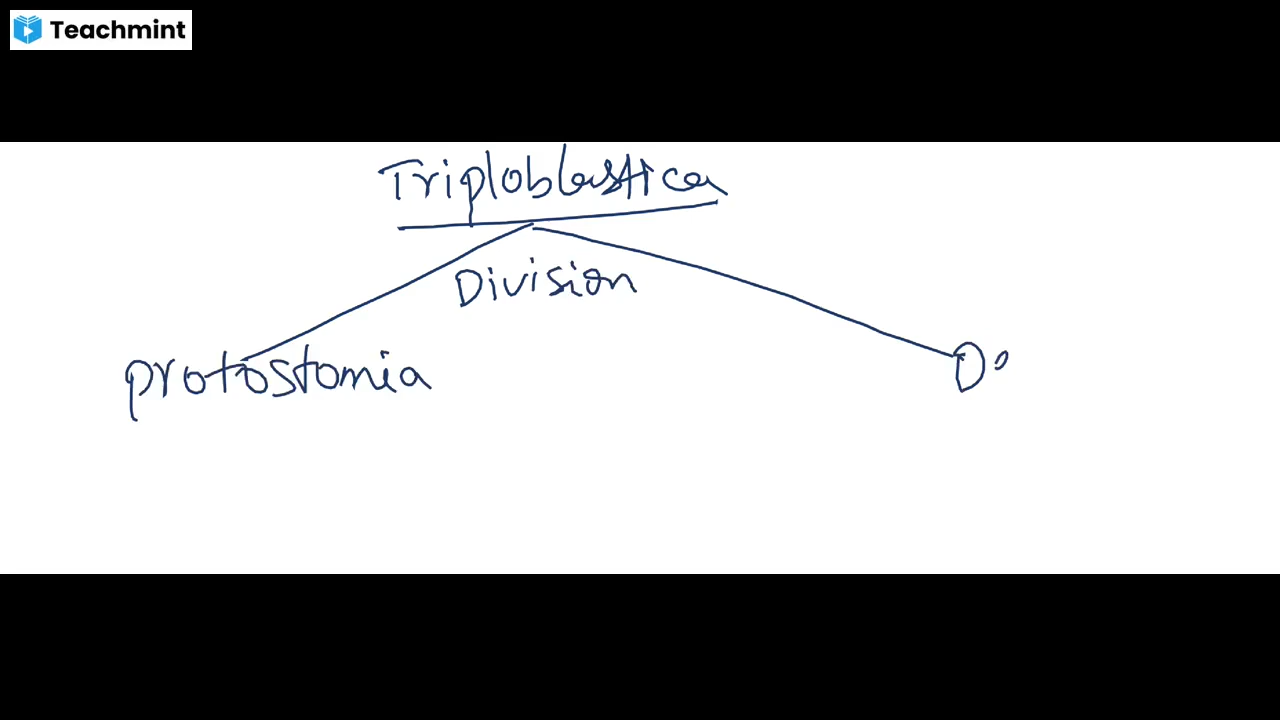 Teachmint
Triploblastica
Division
protostomia